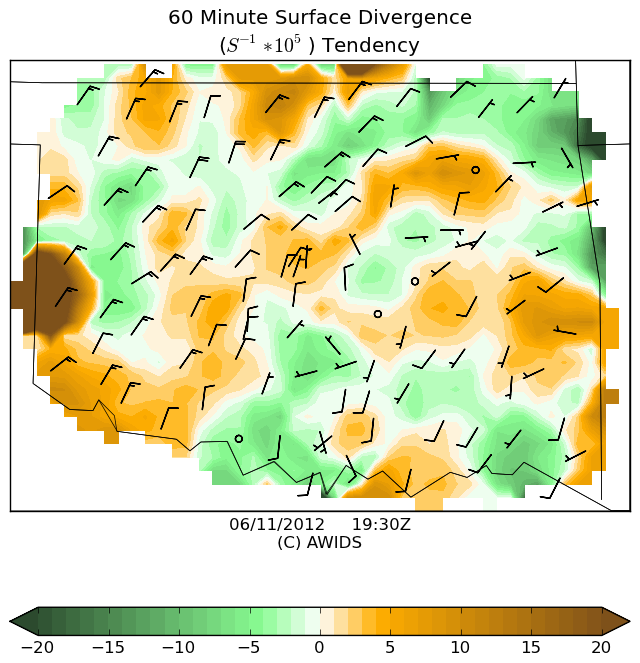 60 Minute Surface Divergence
(S⁻¹ ∗ 10⁵ ) Tendency
06/11/2012 19:30Z
(C) AWIDS
−20 −15 −10 −5 0 5 10 15 20